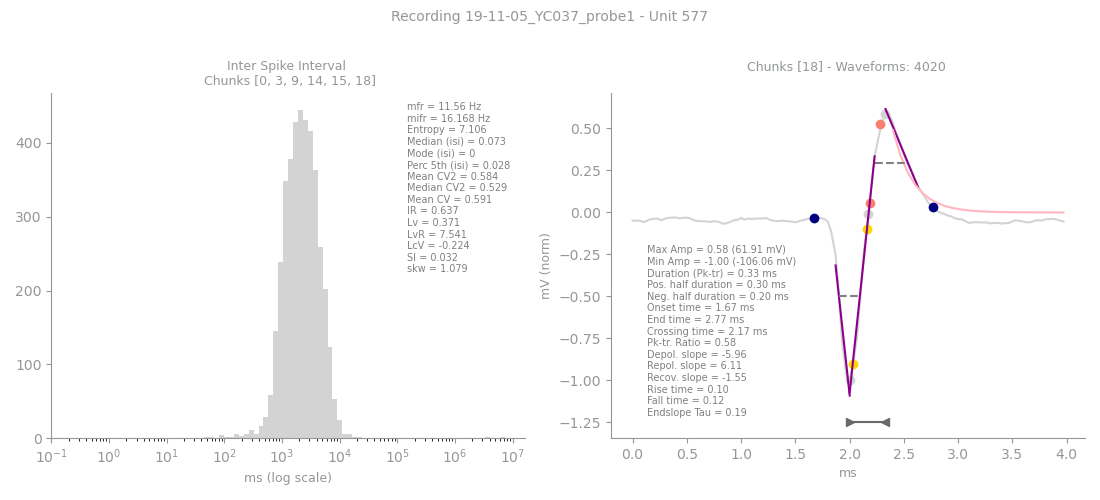 Recording 19-11-05_YC037_probe1 - Unit 577
Inter Spike Interval
Chunks [0, 3, 9, 14, 15, 18]
mfr = 11.56 Hz
mifr = 16.168 Hz
Entropy = 7.106
Median (isi) = 0.073
Mode (isi) = 0
Perc 5th (isi) = 0.028
Mean CV2 = 0.584
Median CV2 = 0.529
Mean CV = 0.591
IR = 0.637
Lv = 0.371
LvR = 7.541
LcV = -0.224
SI = 0.032
skw = 1.079
400
300
200
100
0
10⁻¹ 10⁰ 10¹ 10² 10³ 10⁴ 10⁵ 10⁶ 10⁷
ms (log scale)
Chunks [18] - Waveforms: 4020
mV (norm)
0.50
0.25
0.00
−0.25
−0.50
−0.75
−1.00
−1.25
Max Amp = 0.58 (61.91 mV)
Min Amp = -1.00 (-106.06 mV)
Duration (Pk-tr) = 0.33 ms
Pos. half duration = 0.30 ms
Neg. half duration = 0.20 ms
Onset time = 1.67 ms
End time = 2.77 ms
Crossing time = 2.17 ms
Pk-tr. Ratio = 0.58
Depol. slope = -5.96
Repol. slope = 6.11
Recov. slope = -1.55
Rise time = 0.10
Fall time = 0.12
Endslope Tau = 0.19
0.0 0.5 1.0 1.5 2.0 2.5 3.0 3.5 4.0
ms